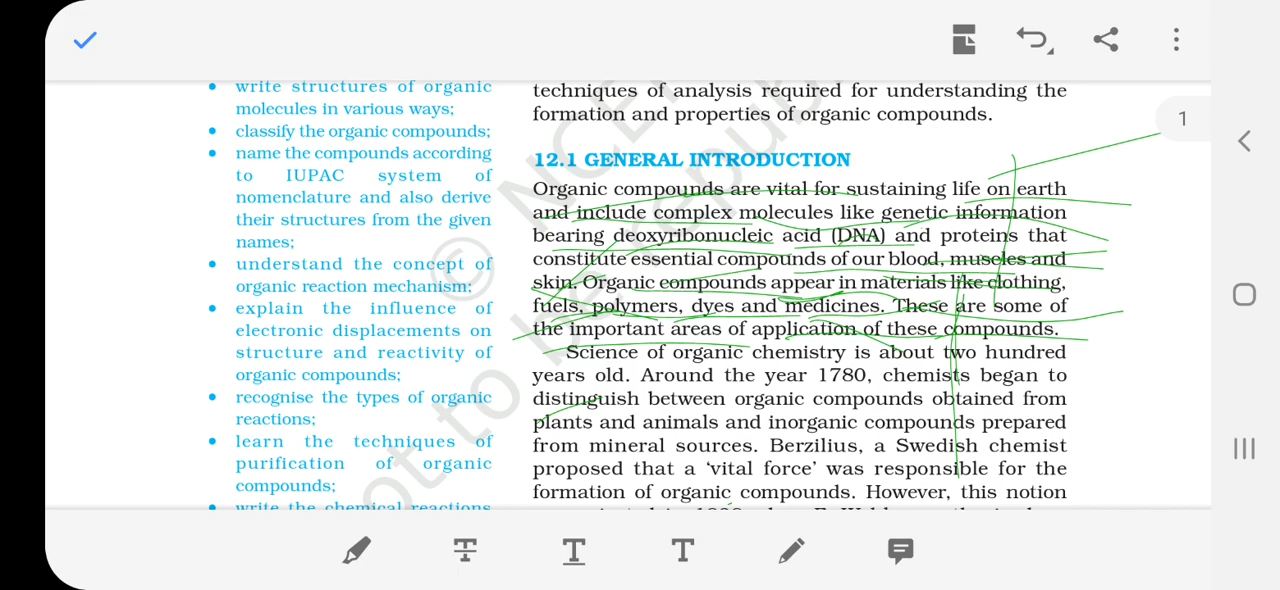 1
write structures of organic
molecules in various ways;
classify the organic compounds;
name the compounds according
to IUPAC system of
nomenclature and also derive
their structures from the given
names;
understand the concept of
organic reaction mechanism;
explain the influence of
electronic displacements on
structure and reactivity of
organic compounds;
recognise the types of organic
reactions;
learn the techniques of
purification of organic
compounds;
write the chemical reactions
techniques of analysis required for understanding the
formation and properties of organic compounds.
12.1 GENERAL INTRODUCTION
Organic compounds are vital for sustaining life on earth
and include complex molecules like genetic information
bearing deoxyribonucleic acid (DNA) and proteins that
constitute essential compounds of our blood, muscles and
skin. Organic compounds appear in materials like clothing,
fuels, polymers, dyes and medicines. These are some of
the important areas of application of these compounds.
Science of organic chemistry is about two hundred
years old. Around the year 1780, chemists began to
distinguish between organic compounds obtained from
plants and animals and inorganic compounds prepared
from mineral sources. Berzilius, a Swedish chemist
proposed that a ‘vital force’ was responsible for the
formation of organic compounds. However, this notion